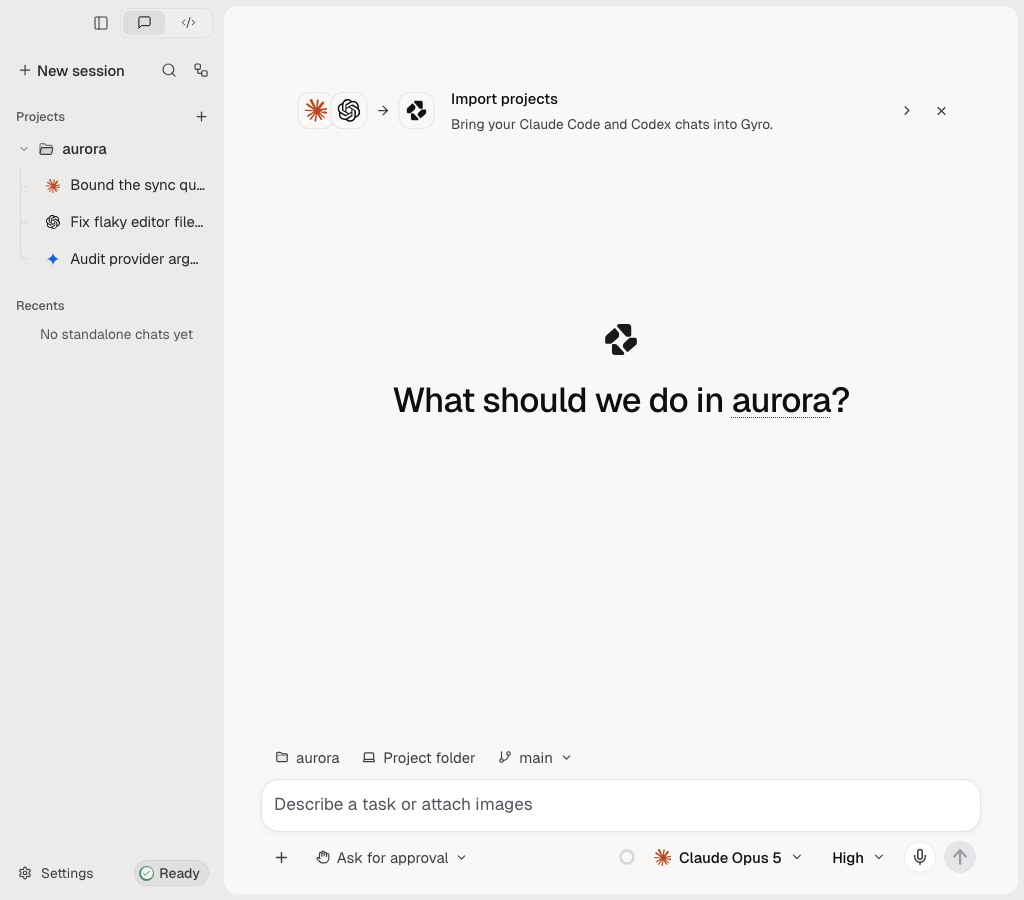 New session
Projects
aurora
Bound the sync qu...
Fix flaky editor file...
Audit provider arg...
Recents
No standalone chats yet
Settings
Ready
Import projects
Bring your Claude Code and Codex chats into Gyro.
What should we do in aurora?
aurora
Project folder
main
Describe a task or attach images
Ask for approval
Claude Opus 5
High